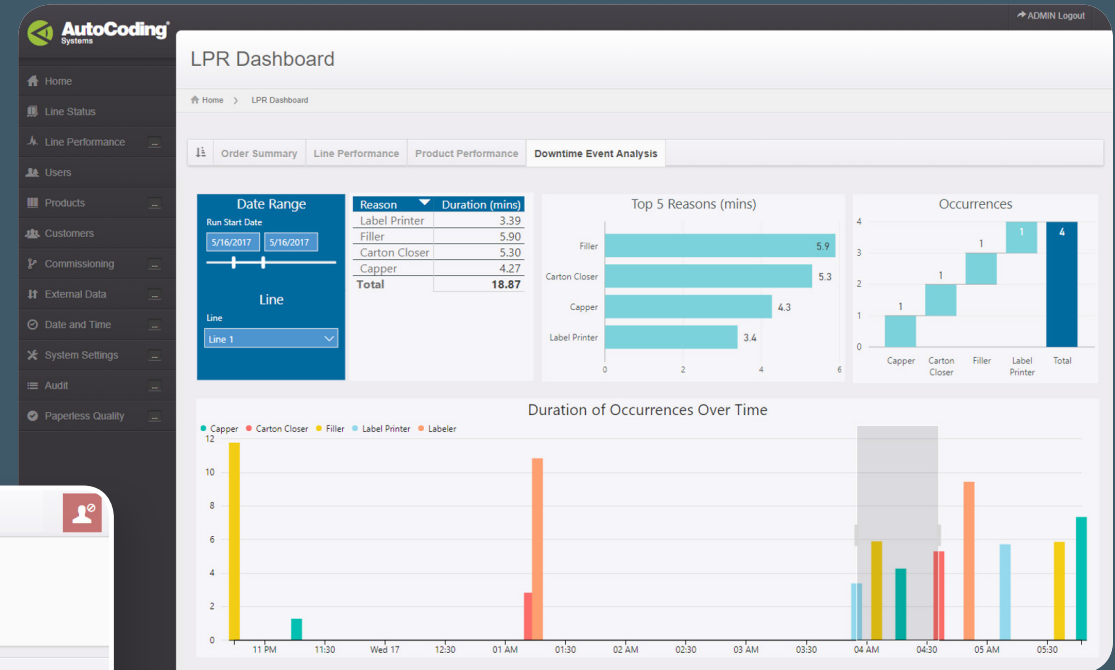 AutoCoding
Systems
ADMIN Logout
LPR Dashboard
Home > LPR Dashboard
Home
Line Status
Line Performance
Users
Products
Customers
Commissioning
External Data
Date and Time
System Settings
Audit
Paperless Quality
Order Summary Line Performance Product Performance Downtime Event Analysis
Date Range
Run Start Date
5/16/2017 5/16/2017
Line
Line
Line 1
Reason Duration (mins)
Label Printer 3.39
Filler 5.90
Carton Closer 5.30
Capper 4.27
Total 18.87
Top 5 Reasons (mins)
Filler 5.9
Carton Closer 5.3
Capper 4.3
Label Printer 3.4
0 2 4 6
Occurrences
4
3
2
1
0
1 1 1 1 4
Capper Carton Closer Filler Label Printer Total
Duration of Occurrences Over Time
Capper Carton Closer Filler Label Printer Labeler
12
10
8
6
4
2
0
11 PM 11:30 Wed 17 12:30 01 AM 01:30 02 AM 02:30 03 AM 03:30 04 AM 04:30 05 AM 05:30